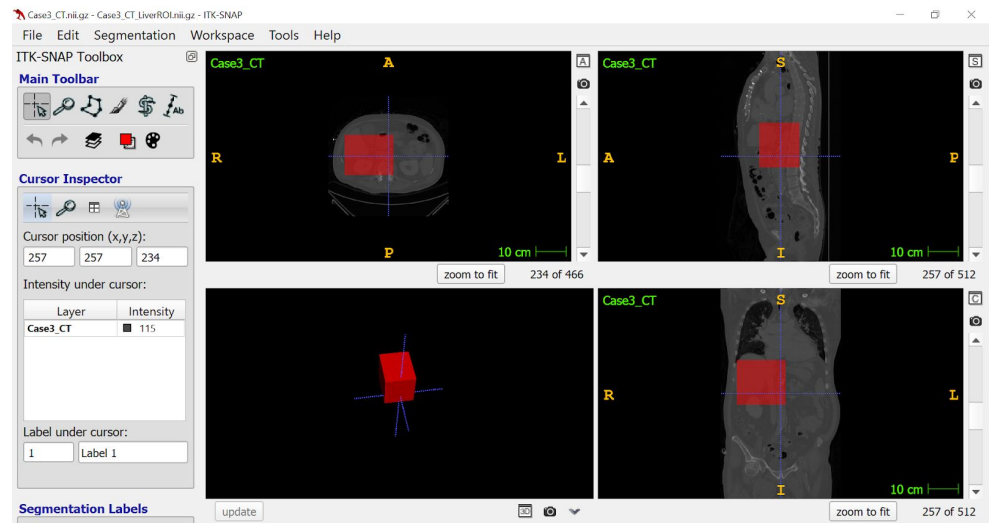 Case3_CT.nii.gz - Case3_CT_LiverROI.nii.gz - ITK-SNAP
File Edit Segmentation Workspace Tools Help
ITK-SNAP Toolbox
Main Toolbar
Ab
Cursor Inspector
Cursor position (x,y,z):
257 257 234
Intensity under cursor:
Layer Intensity
Case3_CT 115
Label under cursor:
1 Label 1
Segmentation Labels
Case3_CT
A
R
L
P
10 cm
A
zoom to fit 234 of 466
Case3_CT
S
A
P
I
10 cm
S
zoom to fit 257 of 512
update
3D
Case3_CT
S
R
L
I
10 cm
C
zoom to fit 257 of 512